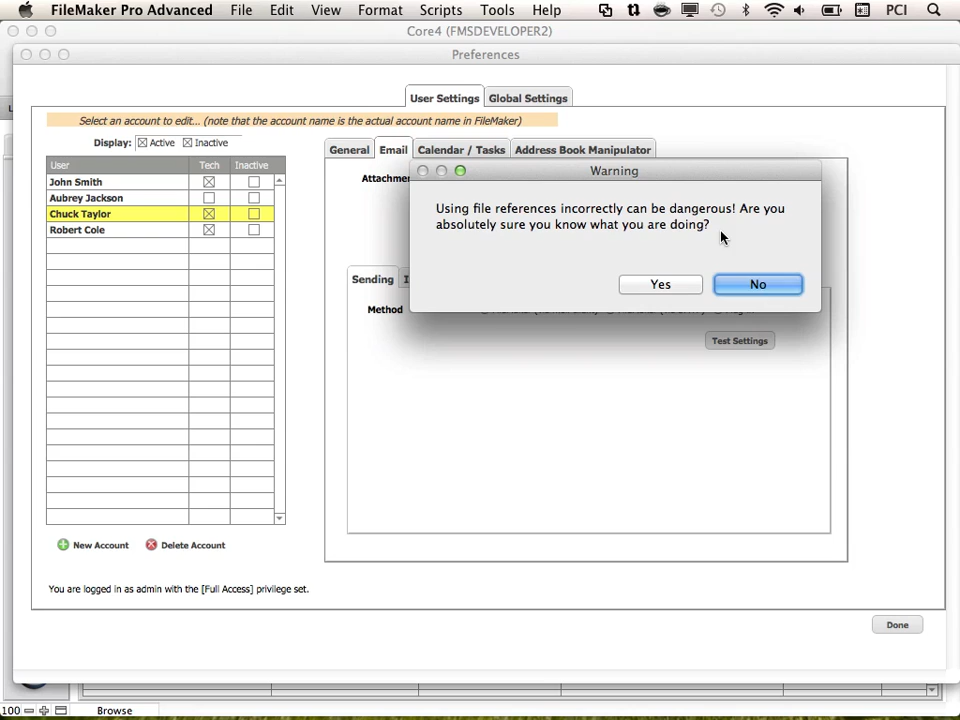 FileMaker Pro Advanced File Edit View Format Scripts Tools Window Help PCI
Core4 (FMSDEVELOPER2)
Preferences
User Settings Global Settings
Select an account to edit... (note that the account name is the actual account name in FileMaker)
Display: Active Inactive
General Email Calendar / Tasks Address Book Manipulator
User Tech Inactive
Warning
Attachmen
John Smith
Aubrey Jackson
Chuck Taylor
Robert Cole
Using file references incorrectly can be dangerous! Are you
absolutely sure you know what you are doing?
Yes No
Sending
Method
Test Settings
New Account Delete Account
You are logged in as admin with the [Full Access] privilege set.
Done
100 Browse